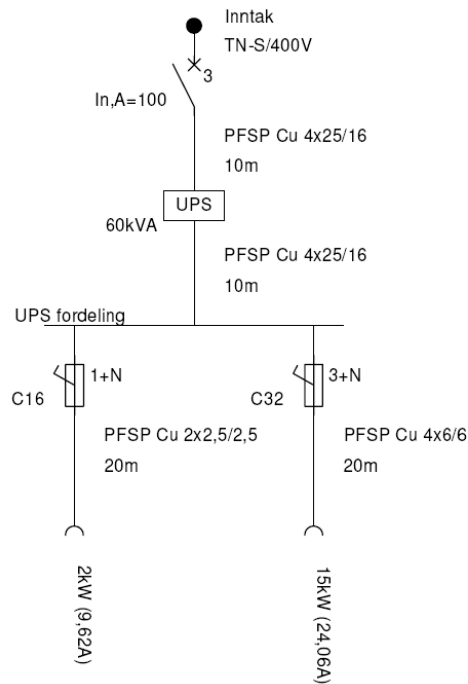 Inntak
TN-S/400V
3
In,A=100
PFSP Cu 4x25/16
10m
UPS
60kVA
PFSP Cu 4x25/16
10m
UPS fordeling
1+N
C16
3+N
C32
PFSP Cu 2x2,5/2,5
20m
PFSP Cu 4x6/6
20m
2kW (9,62A)
15kW (24,06A)